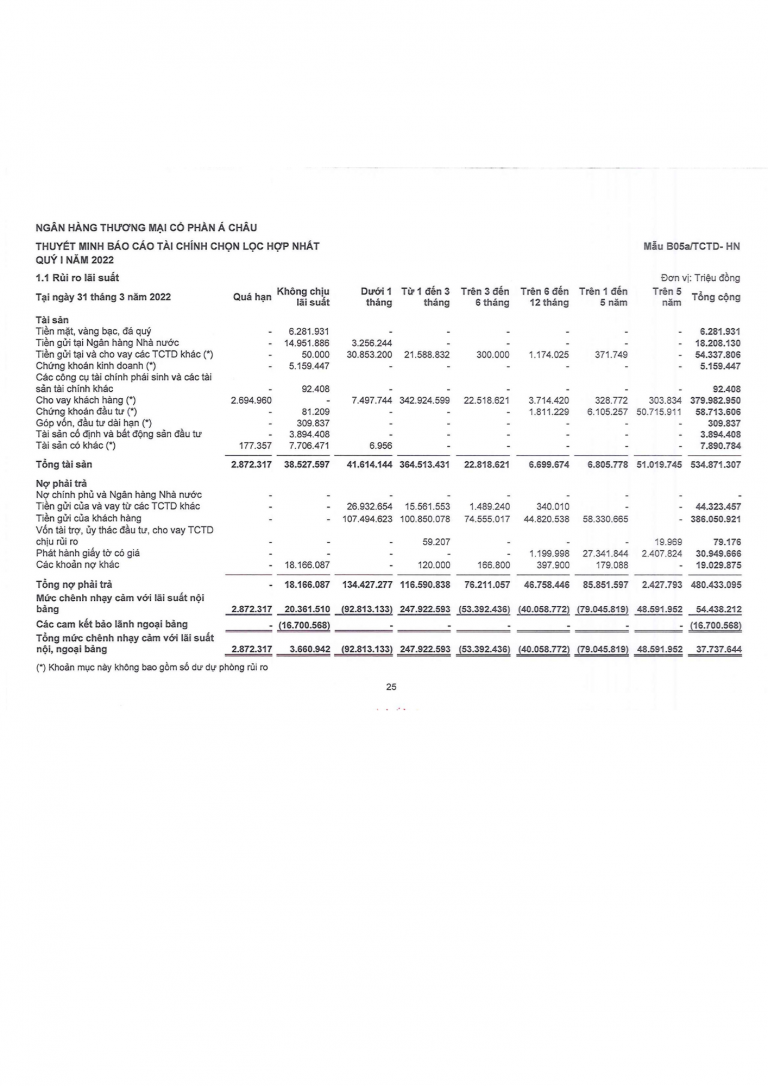 NGÂN HÀNG THƯƠNG MẠI CỔ PHẦN Á CHÂU
THUYẾT MINH BÁO CÁO TÀI CHÍNH CHỌN LỌC HỢP NHẤT Mẫu B05a/TCTD- HN
QUÝ I NĂM 2022
1.1 Rủi ro lãi suất Đơn vị: Triệu đồng
Tại ngày 31 tháng 3 năm 2022 Quá hạn Không chịu lãi suất Dưới 1 tháng Từ 1 đến 3 tháng Trên 3 đến 6 tháng Trên 6 đến 12 tháng Trên 1 đến 5 năm Trên 5 năm Tổng cộng
Tài sản
Tiền mặt, vàng bạc, đá quý - 6.281.931 - - - - - - 6.281.931
Tiền gửi tại Ngân hàng Nhà nước - 14.951.886 3.256.244 - - - - - 18.208.130
Tiền gửi tại và cho vay các TCTD khác (*) - 50.000 30.853.200 21.588.832 300.000 1.174.025 371.749 - 54.337.806
Chứng khoán kinh doanh (*) - 5.159.447 - - - - - - 5.159.447
Các công cụ tài chính phái sinh và các tài
sản tài chính khác - 92.408 - - - - - - 92.408
Cho vay khách hàng (*) 2.694.960 - 7.497.744 342.924.599 22.518.621 3.714.420 328.772 303.834 379.982.950
Chứng khoán đầu tư (*) - 81.209 - - - 1.811.229 6.105.257 50.715.911 58.713.606
Góp vốn, đầu tư dài hạn (*) - 309.837 - - - - - - 309.837
Tài sản cố định và bất động sản đầu tư - 3.894.408 - - - - - - 3.894.408
Tài sản có khác (*) 177.357 7.706.471 6.956 - - - - - 7.890.784
Tổng tài sản 2.872.317 38.527.597 41.614.144 364.513.431 22.818.621 6.699.674 6.805.778 51.019.745 534.871.307
Nợ phải trả
Nợ chính phủ và Ngân hàng Nhà nước - - - - - - - - -
Tiền gửi của và vay từ các TCTD khác - - 26.932.654 15.561.553 1.489.240 340.010 - - 44.323.457
Tiền gửi của khách hàng - - 107.494.623 100.850.078 74.555.017 44.820.538 58.330.665 - 386.050.921
Vốn tài trợ, ủy thác đầu tư, cho vay TCTD
chịu rủi ro - - - 59.207 - - - 19.969 79.176
Phát hành giấy tờ có giá - - - - - 1.199.998 27.341.844 2.407.824 30.949.666
Các khoản nợ khác - 18.166.087 - 120.000 166.800 397.900 179.088 - 19.029.875
Tổng nợ phải trả - 18.166.087 134.427.277 116.590.838 76.211.057 46.758.446 85.851.597 2.427.793 480.433.095
Mức chênh nhạy cảm với lãi suất nội
bảng 2.872.317 20.361.510 (92.813.133) 247.922.593 (53.392.436) (40.058.772) (79.045.819) 48.591.952 54.438.212
Các cam kết bảo lãnh ngoại bảng - (16.700.568) - - - - - - (16.700.568)
Tổng mức chênh nhạy cảm với lãi suất
nội, ngoại bảng 2.872.317 3.660.942 (92.813.133) 247.922.593 (53.392.436) (40.058.772) (79.045.819) 48.591.952 37.737.644
(*) Khoản mục này không bao gồm số dư dự phòng rủi ro
25